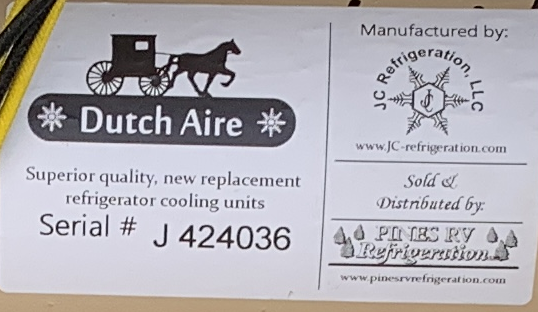 Dutch Aire
Superior quality, new replacement
refrigerator cooling units
Serial # J 424036
Manufactured by:
JC Refrigeration, LLC
JC
www.JC-refrigeration.com
Sold &
Distributed by:
PINES RV
Refrigeration
www.pinesrvrefrigeration.com